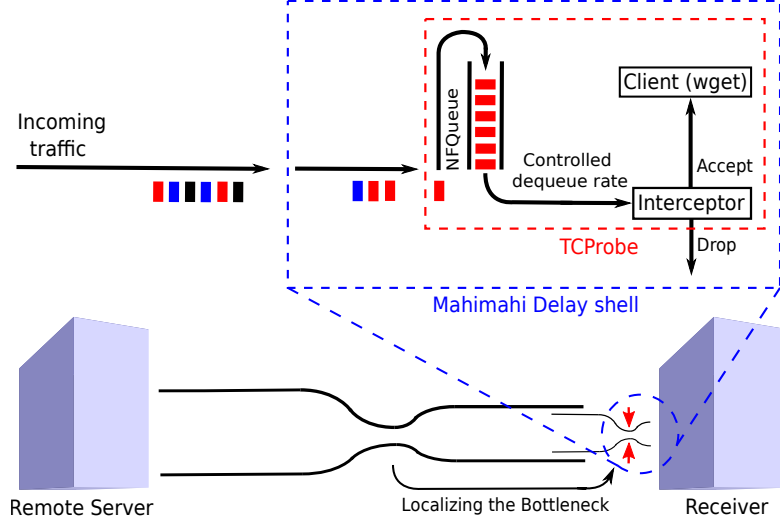 Incoming
traffic
NFQueue
Client (wget)
Controlled
dequeue rate
Accept
Interceptor
Drop
TCProbe
Mahimahi Delay shell
Localizing the Bottleneck
Remote Server
Receiver